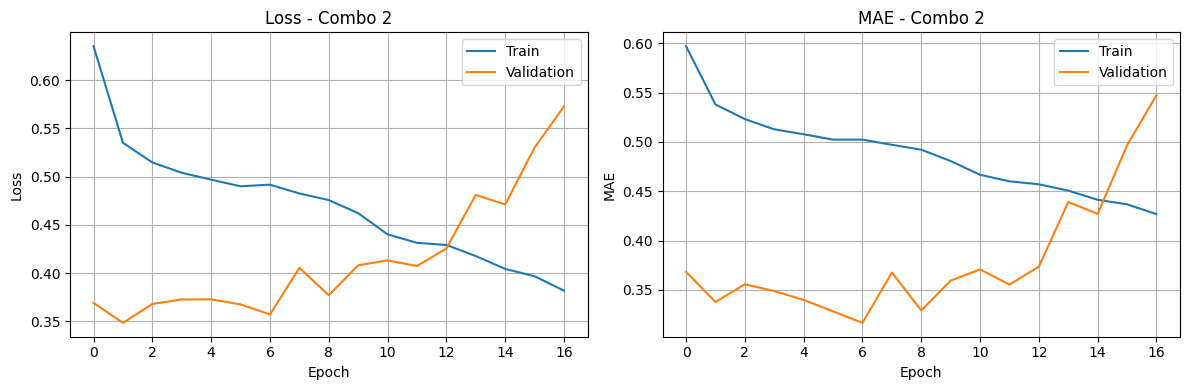 Loss - Combo 2
Train
Validation
0.60
0.55
0.50
0.45
0.40
0.35
Loss
0 2 4 6 8 10 12 14 16
Epoch
MAE - Combo 2
Train
Validation
0.60
0.55
0.50
0.45
0.40
0.35
MAE
0 2 4 6 8 10 12 14 16
Epoch